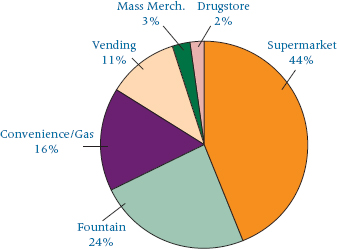 Mass Merch.
3%
Drugstore
2%
Supermarket
44%
Vending
11%
Convenience/Gas
16%
Fountain
24%